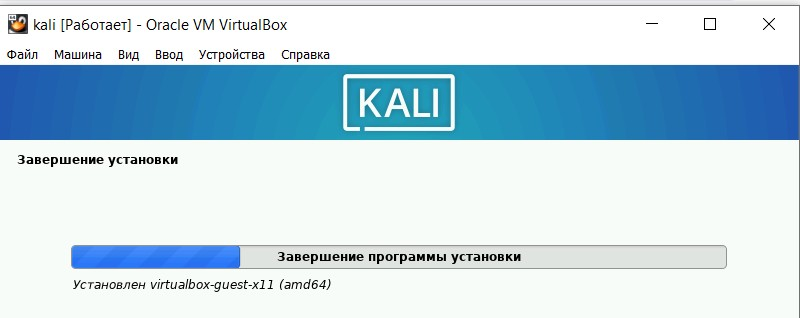 kali [Работает] - Oracle VM VirtualBox
Файл Машина Вид Ввод Устройства Справка
KALI
Завершение установки
Завершение программы установки
Установлен virtualbox-guest-x11 (amd64)